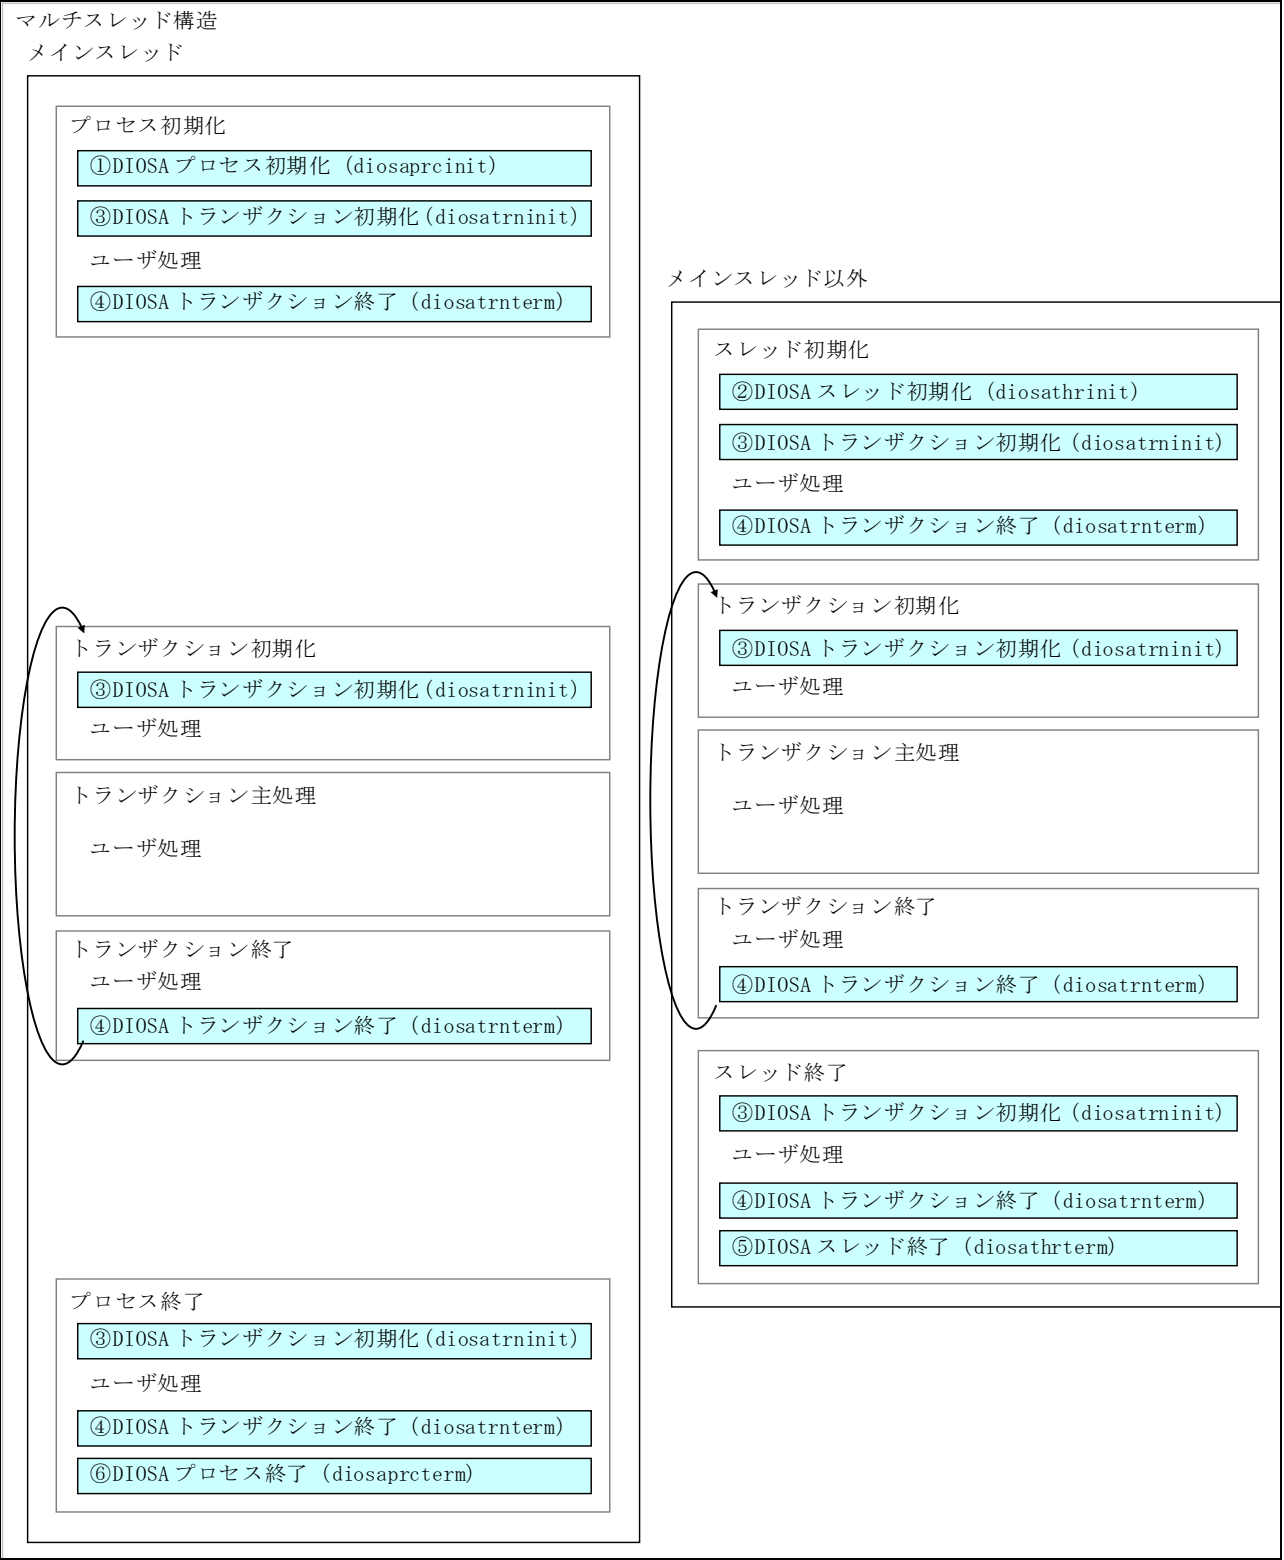 マルチスレッド構造
メインスレッド
プロセス初期化
①DIOSAプロセス初期化 (diosaprcinit)
③DIOSAトランザクション初期化(diosatrninit)
ユーザ処理
④DIOSAトランザクション終了 (diosatrnterm)
トランザクション初期化
③DIOSAトランザクション初期化(diosatrninit)
ユーザ処理
トランザクション主処理
ユーザ処理
トランザクション終了
ユーザ処理
④DIOSAトランザクション終了 (diosatrnterm)
プロセス終了
③DIOSAトランザクション初期化(diosatrninit)
ユーザ処理
④DIOSAトランザクション終了 (diosatrnterm)
⑥DIOSAプロセス終了 (diosaprcterm)
メインスレッド以外
スレッド初期化
②DIOSAスレッド初期化 (diosathrinit)
③DIOSAトランザクション初期化 (diosatrninit)
ユーザ処理
④DIOSAトランザクション終了 (diosatrnterm)
トランザクション初期化
③DIOSAトランザクション初期化 (diosatrninit)
ユーザ処理
トランザクション主処理
ユーザ処理
トランザクション終了
ユーザ処理
④DIOSAトランザクション終了 (diosatrnterm)
スレッド終了
③DIOSAトランザクション初期化 (diosatrninit)
ユーザ処理
④DIOSAトランザクション終了 (diosatrnterm)
⑤DIOSAスレッド終了 (diosathrterm)